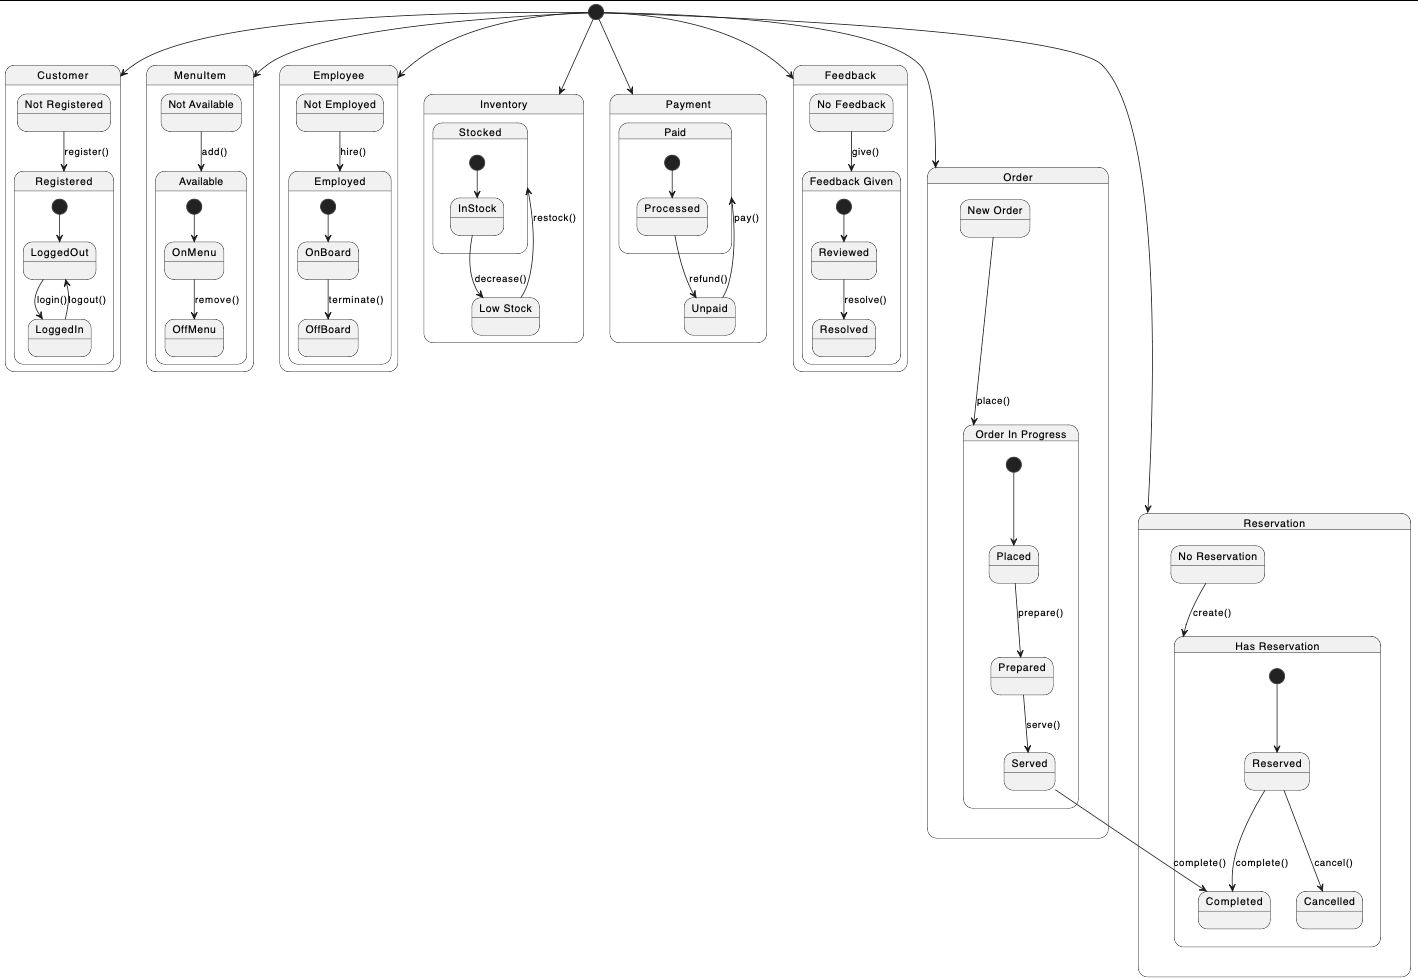 Customer
Not Registered
register()
Registered
LoggedOut
login()
logout()
LoggedIn
MenuItem
Not Available
add()
Available
OnMenu
remove()
OffMenu
Employee
Not Employed
hire()
Employed
OnBoard
terminate()
OffBoard
Inventory
Stocked
InStock
restock()
decrease()
Low Stock
Payment
Paid
Processed
pay()
refund()
Unpaid
Feedback
No Feedback
give()
Feedback Given
Reviewed
resolve()
Resolved
Order
New Order
place()
Order In Progress
Placed
prepare()
Prepared
serve()
Served
Reservation
No Reservation
create()
Has Reservation
Reserved
complete()
complete()
cancel()
Completed
Cancelled